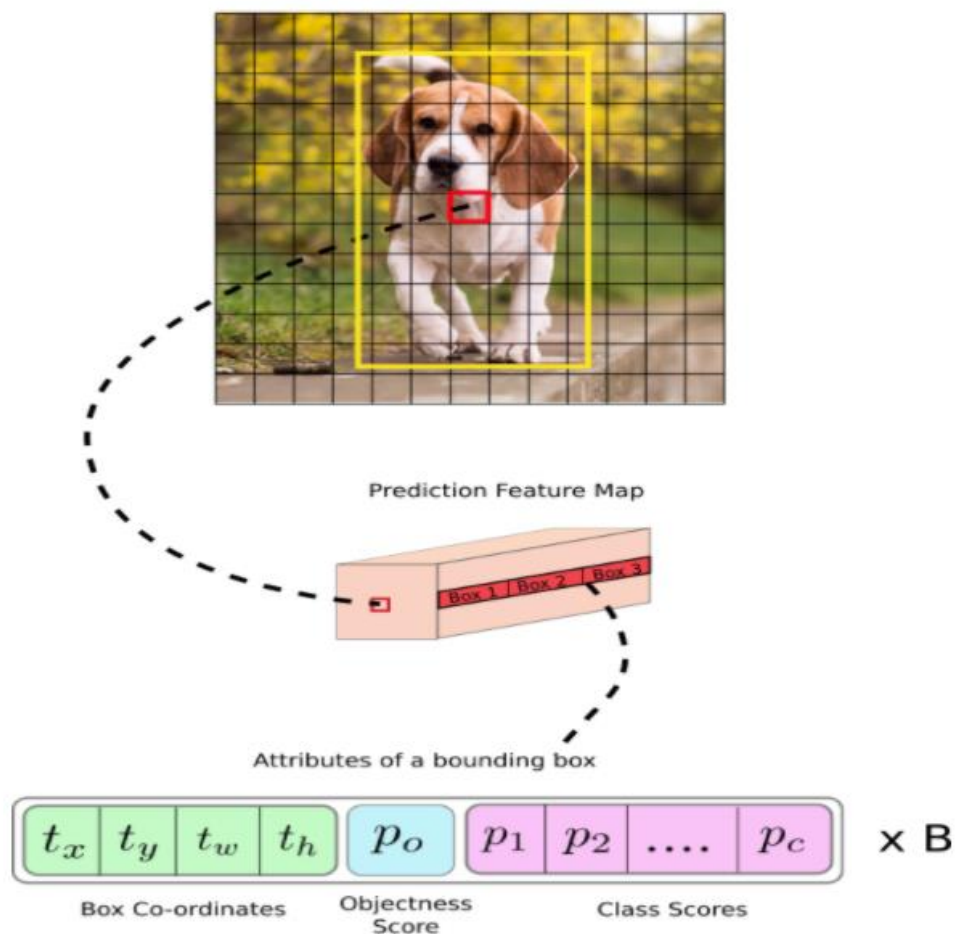 Prediction Feature Map
Box 1 Box 2 Box 3
Attributes of a bounding box
t_x t_y t_w t_h p_o p_1 p_2 .... p_c x B
Box Co-ordinates Objectness Score Class Scores